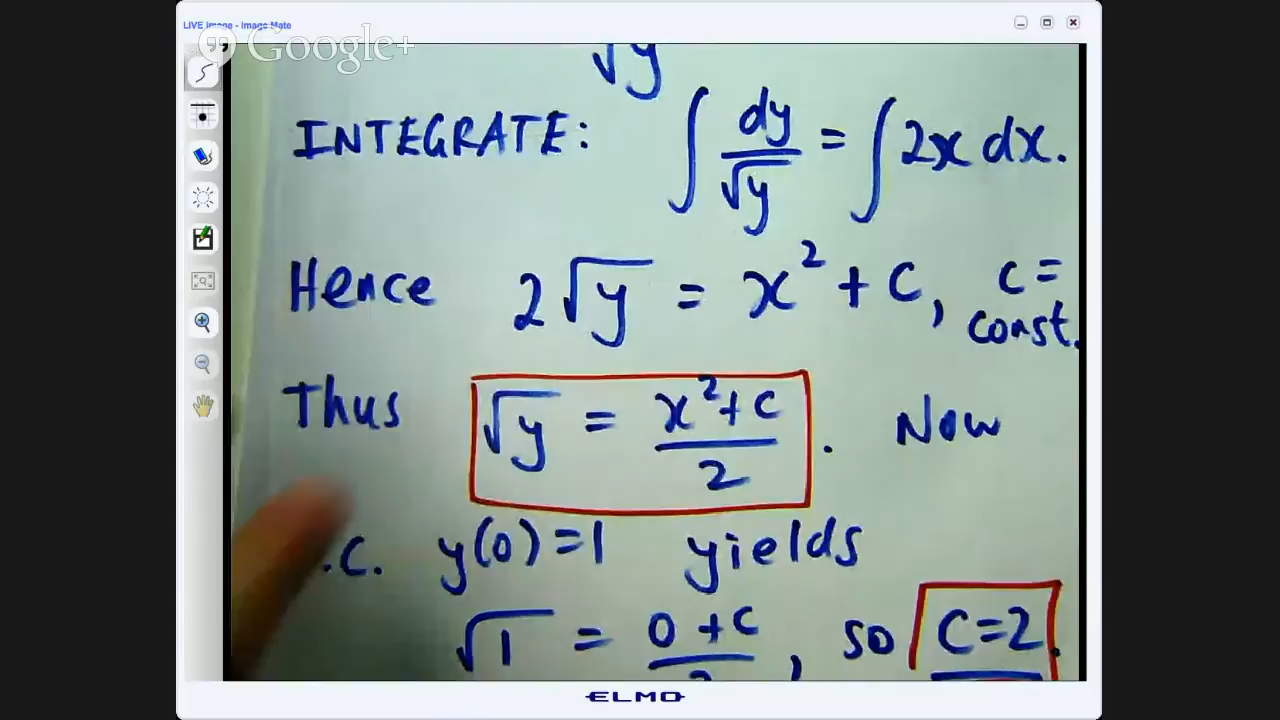 LIVE image - Image Mate
Google+
√y
INTEGRATE: ∫ dy/√y = ∫ 2x dx.
Hence 2√y = x² + C, C =
const.
Thus √y = (x² + C)/2 . Now
.C. y(0)=1 yields
√1 = (0 + C)/2 , so C=2.
ELMO